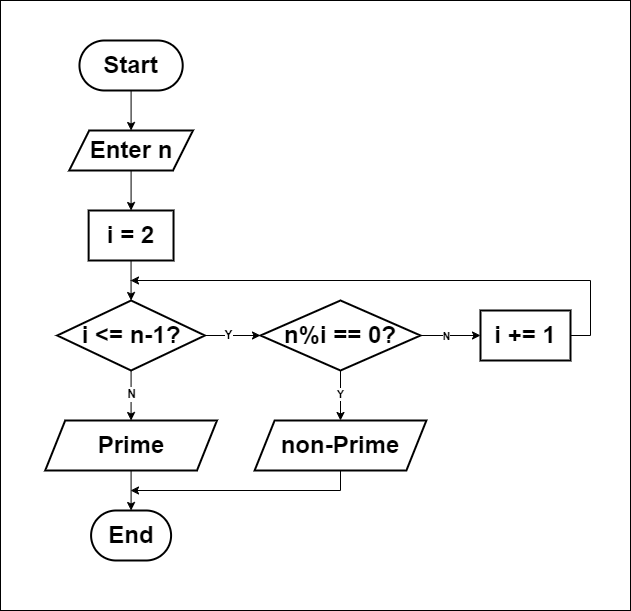 Start
Enter n
i = 2
i <= n-1?
Y
n%i == 0?
N
i += 1
N
Y
Prime
non-Prime
End